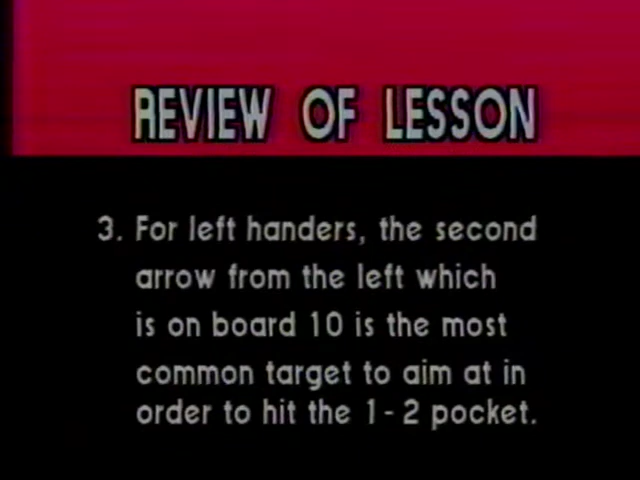 REVIEW OF LESSON
3. For left handers, the second
arrow from the left which
is on board 10 is the most
common target to aim at in
order to hit the 1-2 pocket.